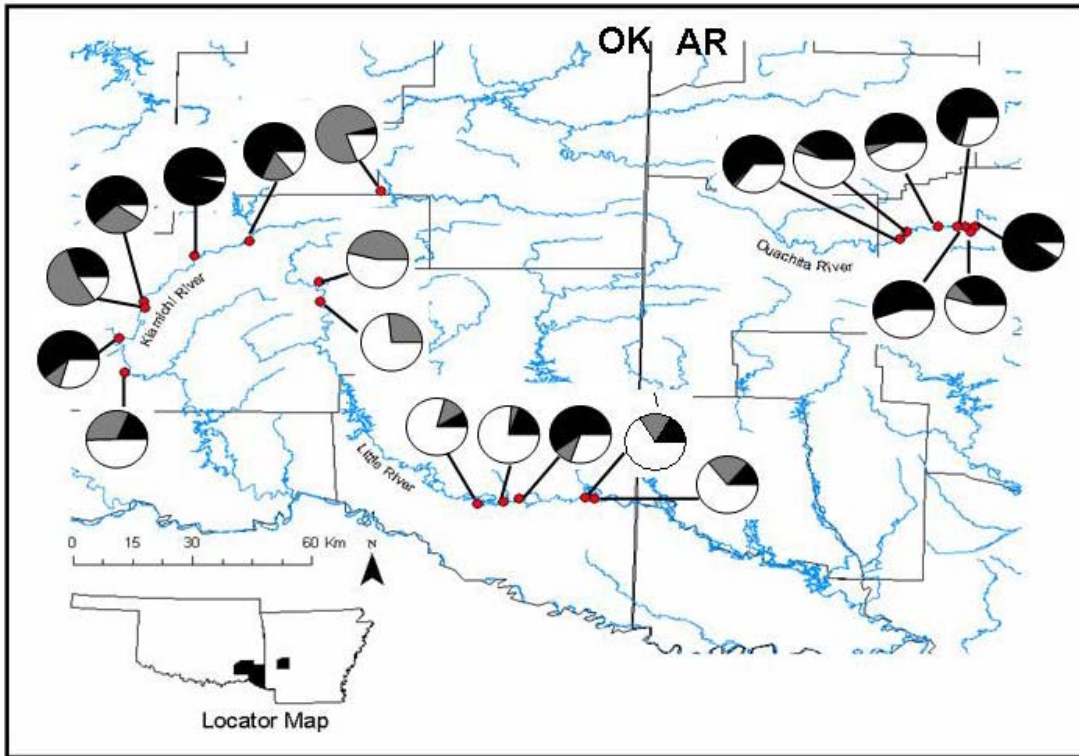 OK AR
Ouachita River
Kiamichi River
Little River
0 15 30 60 Km
N
Locator Map